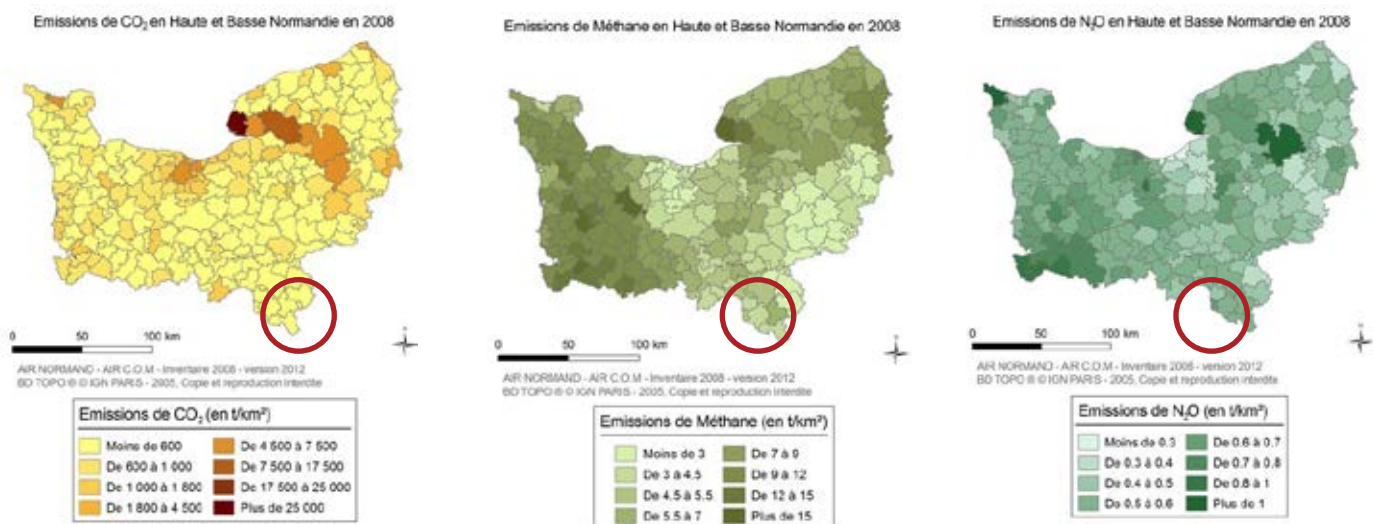 Emissions de CO₂ en Haute et Basse Normandie en 2008
0 50 100 km
AIR NORMAND - AIR C.O.M - Inventaire 2008 - version 2012
BD TOPO ® © IGN PARIS - 2005, Copie et reproduction interdite
Emissions de CO₂ (en t/km²)
Moins de 600
De 600 à 1 000
De 1 000 à 1 800
De 1 800 à 4 500
De 4 500 à 7 500
De 7 500 à 17 500
De 17 500 à 25 000
Plus de 25 000
Emissions de Méthane en Haute et Basse Normandie en 2008
0 50 100 km
AIR NORMAND - AIR C.O.M - Inventaire 2008 - version 2012
BD TOPO ® © IGN PARIS - 2005, Copie et reproduction interdite
Emissions de Méthane (en t/km²)
Moins de 3
De 3 à 4.5
De 4.5 à 5.5
De 5.5 à 7
De 7 à 9
De 9 à 12
De 12 à 15
Plus de 15
Emissions de N₂O en Haute et Basse Normandie en 2008
0 50 100 km
AIR NORMAND - AIR C.O.M - Inventaire 2008 - version 2012
BD TOPO ® © IGN PARIS - 2005, Copie et reproduction interdite
Emissions de N₂O (en t/km²)
Moins de 0.3
De 0.3 à 0.4
De 0.4 à 0.5
De 0.5 à 0.6
De 0.6 à 0.7
De 0.7 à 0.8
De 0.8 à 1
Plus de 1